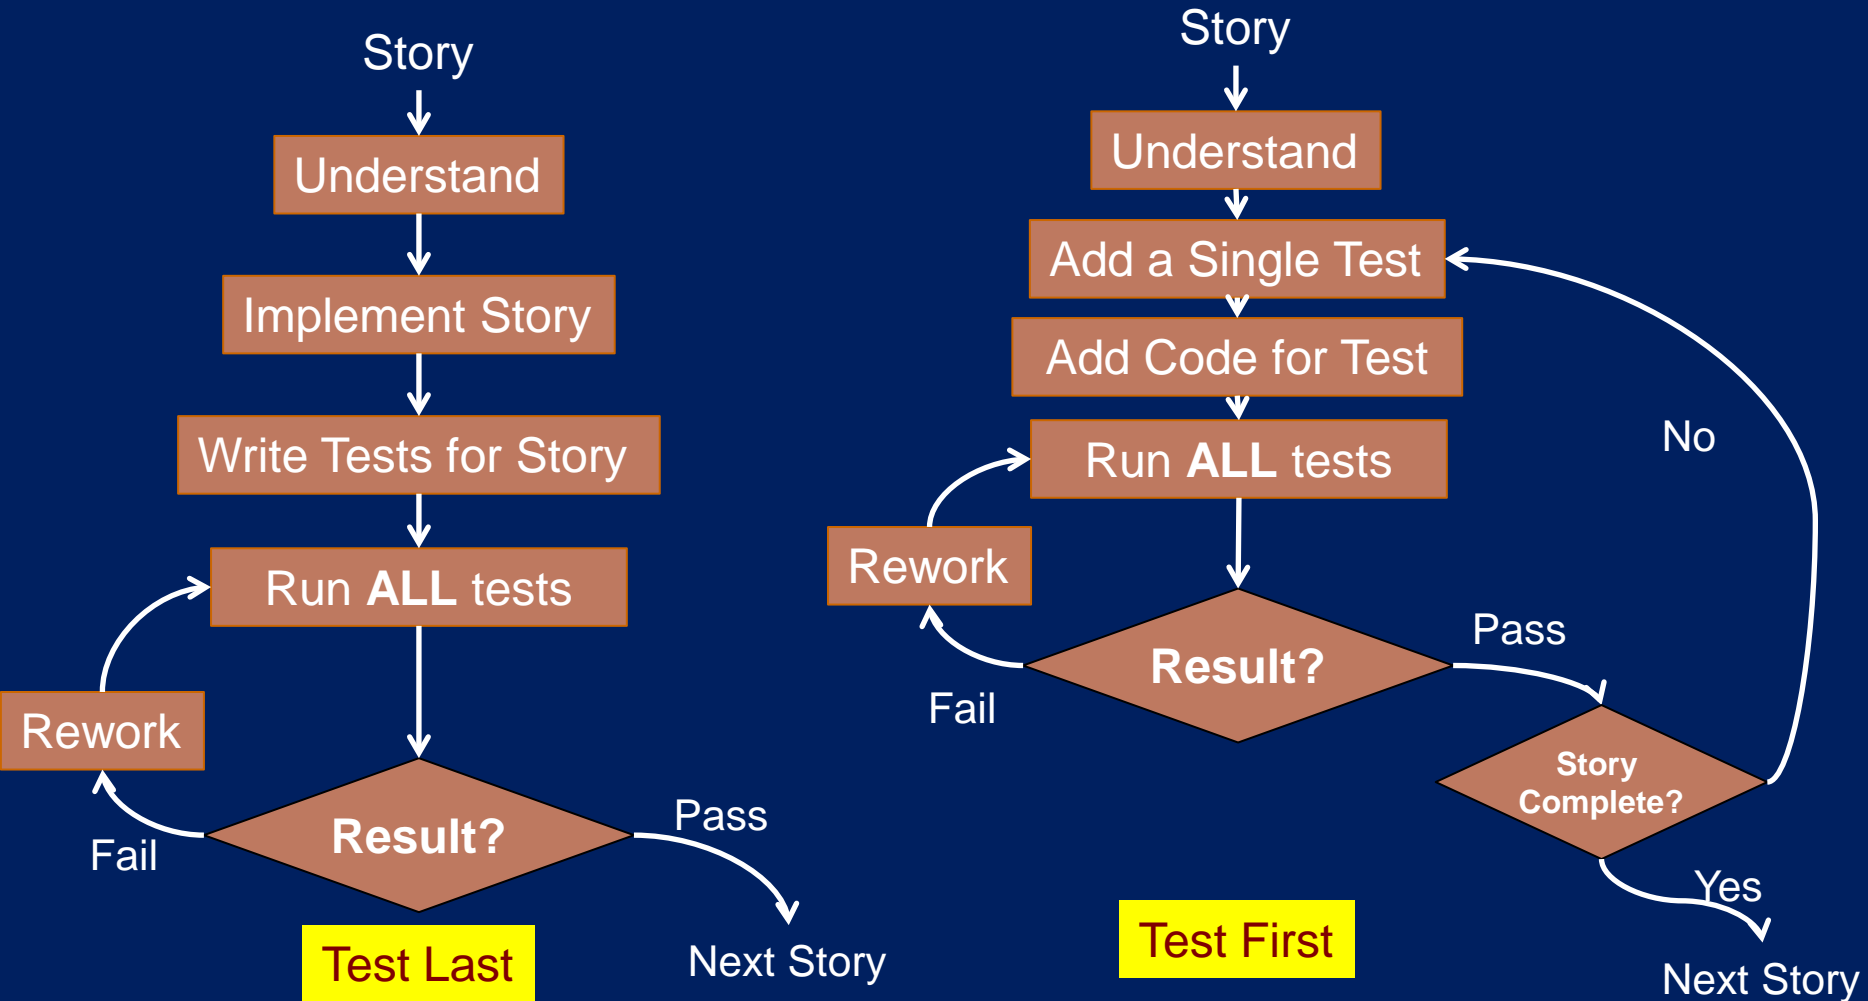 Story
Understand
Implement Story
Write Tests for Story
Run ALL tests
Rework
Result?
Fail
Pass
Next Story
Test Last
Story
Understand
Add a Single Test
Add Code for Test
Run ALL tests
Rework
Result?
Fail
Pass
No
Story
Complete?
Yes
Next Story
Test First